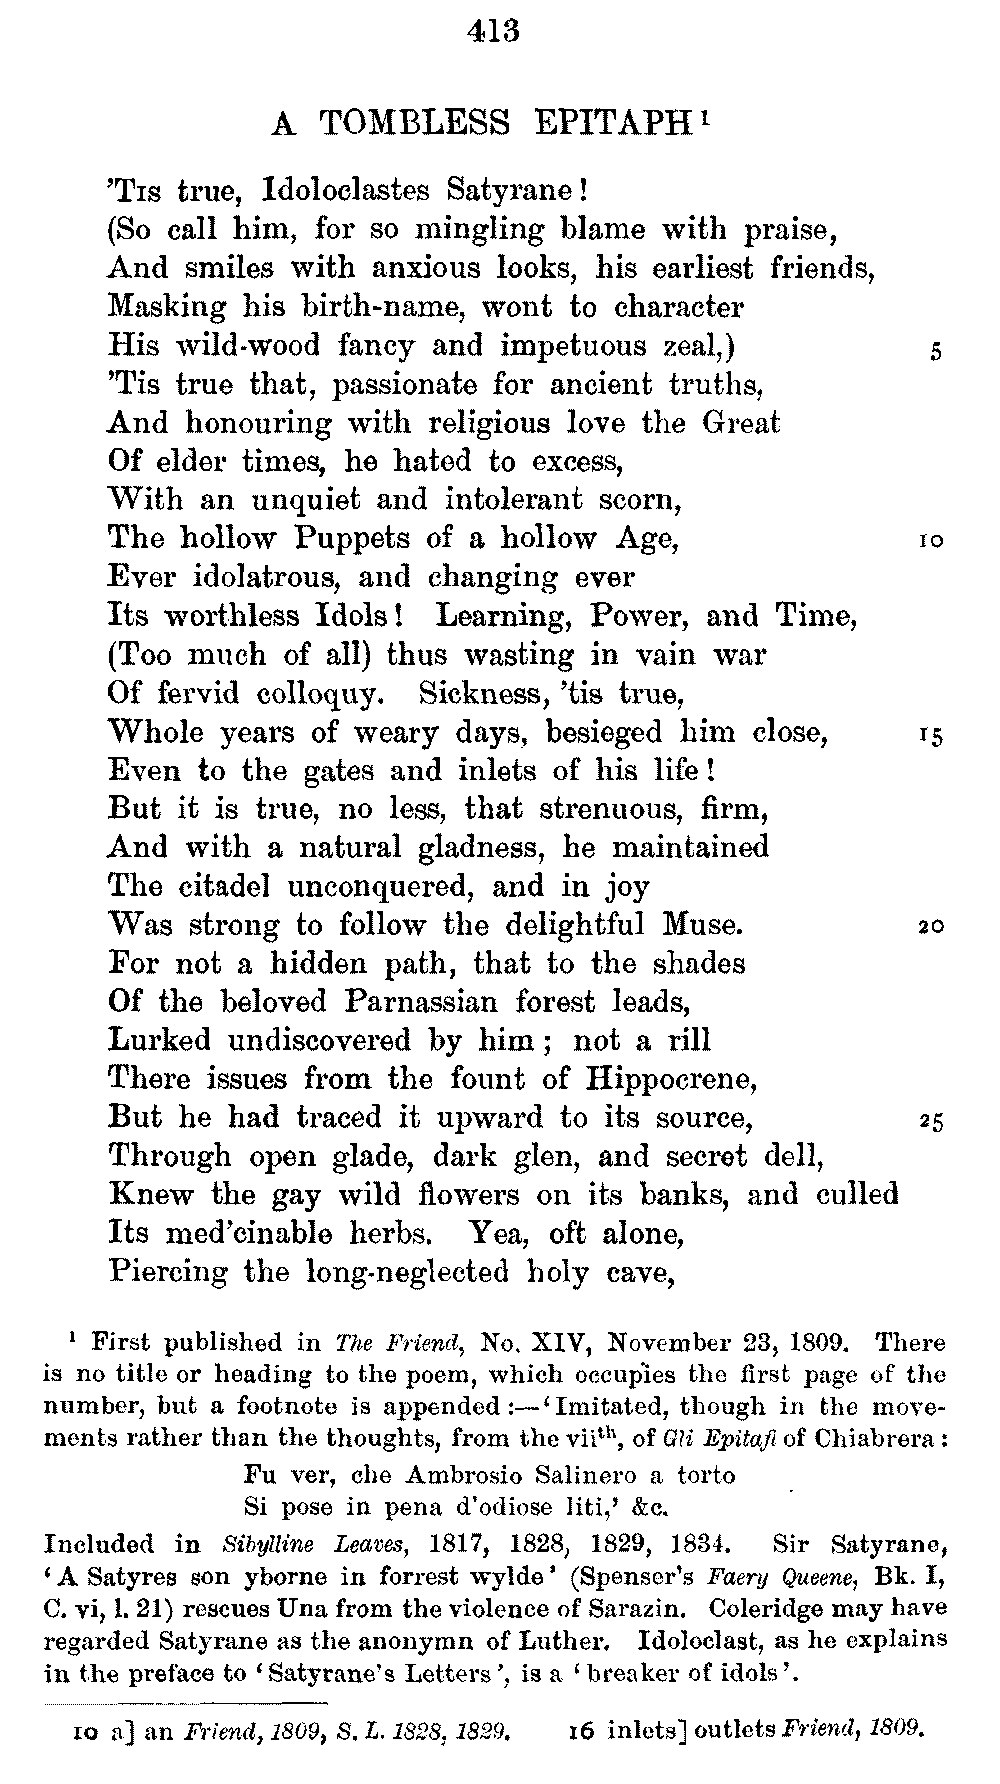 413
A TOMBLESS EPITAPH¹
’Tis true, Idoloclastes Satyrane!
(So call him, for so mingling blame with praise,
And smiles with anxious looks, his earliest friends,
Masking his birth-name, wont to character
His wild-wood fancy and impetuous zeal,) 5
’Tis true that, passionate for ancient truths,
And honouring with religious love the Great
Of elder times, he hated to excess,
With an unquiet and intolerant scorn,
The hollow Puppets of a hollow Age, 10
Ever idolatrous, and changing ever
Its worthless Idols! Learning, Power, and Time,
(Too much of all) thus wasting in vain war
Of fervid colloquy. Sickness, ’tis true,
Whole years of weary days, besieged him close, 15
Even to the gates and inlets of his life!
But it is true, no less, that strenuous, firm,
And with a natural gladness, he maintained
The citadel unconquered, and in joy
Was strong to follow the delightful Muse. 20
For not a hidden path, that to the shades
Of the beloved Parnassian forest leads,
Lurked undiscovered by him; not a rill
There issues from the fount of Hippocrene,
But he had traced it upward to its source, 25
Through open glade, dark glen, and secret dell,
Knew the gay wild flowers on its banks, and culled
Its med’cinable herbs. Yea, oft alone,
Piercing the long-neglected holy cave,
¹ First published in The Friend, No. XIV, November 23, 1809. There
is no title or heading to the poem, which occupies the first page of the
number, but a footnote is appended:—‘Imitated, though in the move-
ments rather than the thoughts, from the viiᵗʰ, of Gli Epitafi of Chiabrera:
Fu ver, che Ambrosio Salinero a torto
Si pose in pena d’odiose liti,’ &c.
Included in Sibylline Leaves, 1817, 1828, 1829, 1834. Sir Satyrane,
‘A Satyres son yborne in forrest wylde’ (Spenser’s Faery Queene, Bk. I,
C. vi, l. 21) rescues Una from the violence of Sarazin. Coleridge may have
regarded Satyrane as the anonymn of Luther. Idoloclast, as he explains
in the preface to ‘Satyrane’s Letters’, is a ‘breaker of idols’.
10 a] an Friend, 1809, S. L. 1828, 1829. 16 inlets] outlets Friend, 1809.